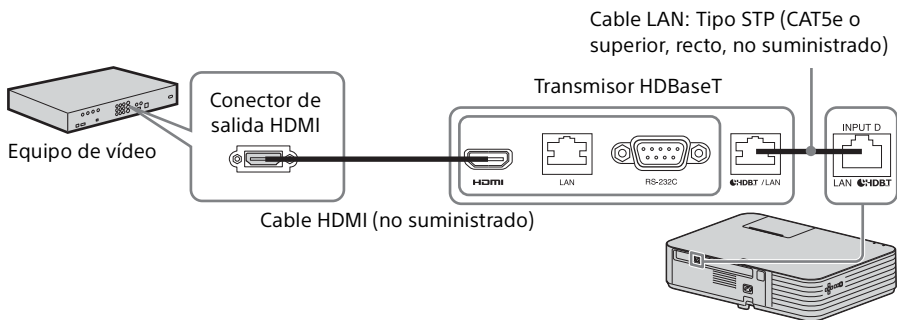 Cable LAN: Tipo STP (CAT5e o
superior, recto, no suministrado)
Transmisor HDBaseT
Conector de
salida HDMI
Equipo de vídeo
INPUT D
HDMI
LAN
RS-232C
HDBT / LAN
LAN HDBT
Cable HDMI (no suministrado)